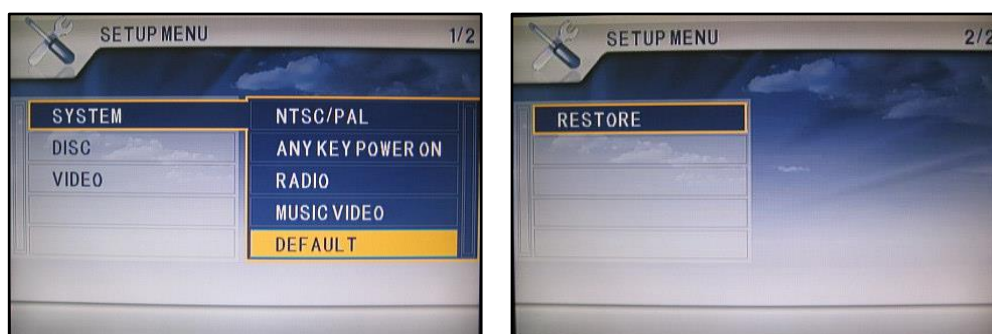 SETUP MENU 1/2
SYSTEM
DISC
VIDEO
NTSC/PAL
ANY KEY POWER ON
RADIO
MUSIC VIDEO
DEFAULT
SETUP MENU 2/2
RESTORE